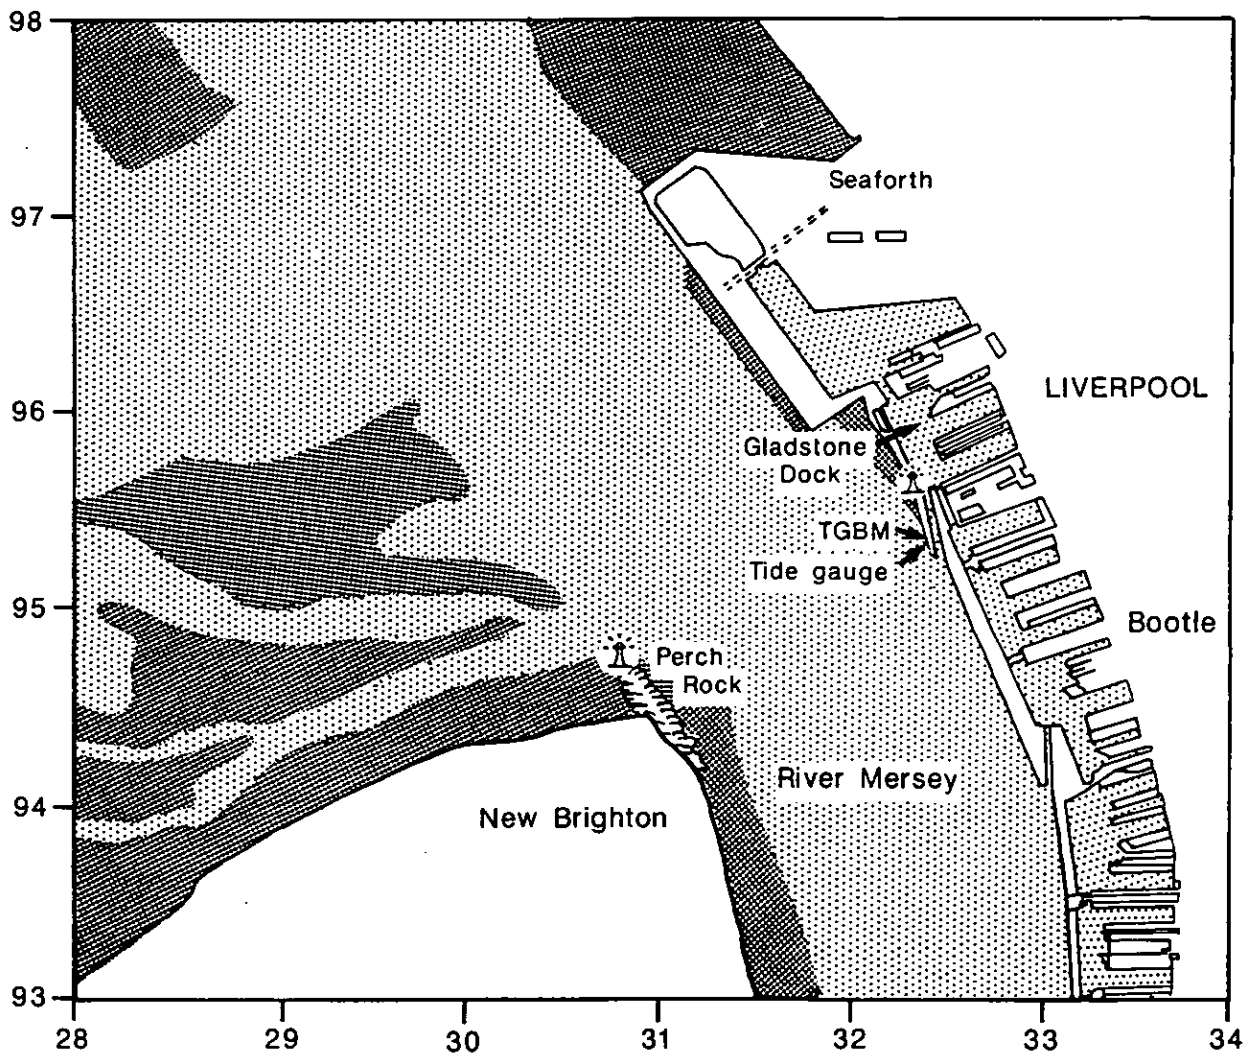 98
97
Seaforth
96
LIVERPOOL
Gladstone
Dock
TGBM
Tide gauge
95
Bootle
Perch
Rock
River Mersey
94
New Brighton
93
28 29 30 31 32 33 34